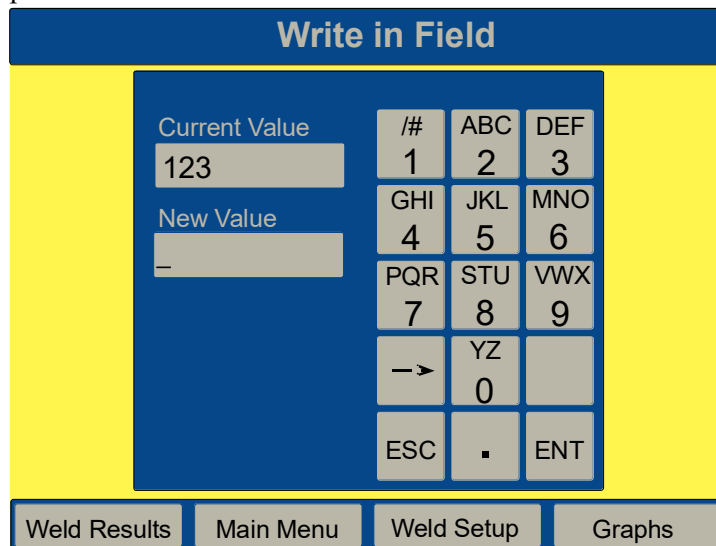 Write in Field
Current Value
123
New Value
_
/# ABC DEF
1 2 3
GHI JKL MNO
4 5 6
PQR STU VWX
7 8 9
YZ
0
ESC . ENT
Weld Results Main Menu Weld Setup Graphs